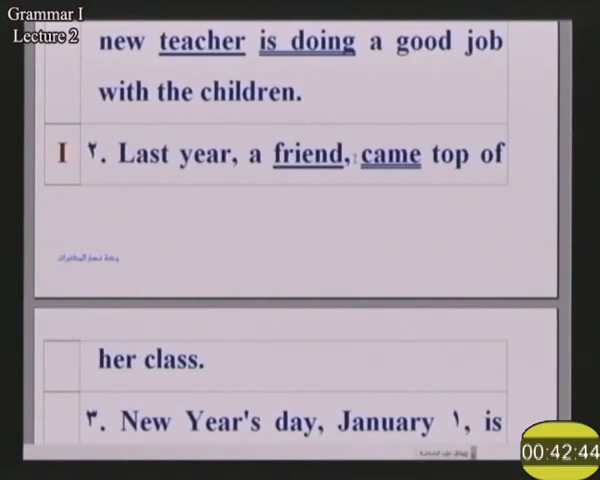 Grammar I
Lecture 2
new teacher is doing a good job
with the children.
I ٢. Last year, a friend, came top of
her class.
٣. New Year's day, January ١, is
00:42:44